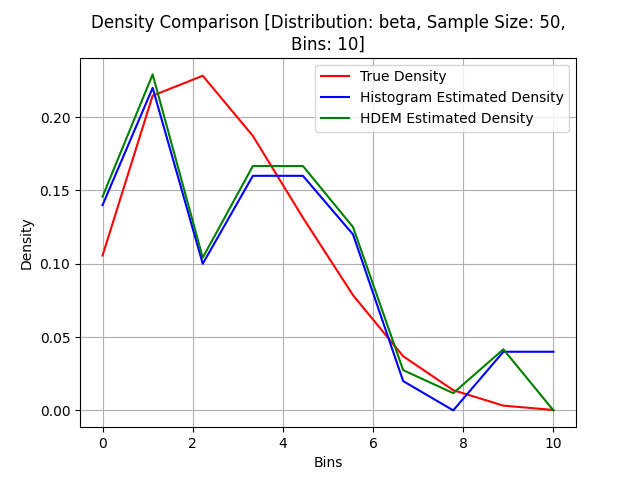 Density Comparison [Distribution: beta, Sample Size: 50,
Bins: 10]
True Density
Histogram Estimated Density
HDEM Estimated Density
Density
0.20
0.15
0.10
0.05
0.00
0 2 4 6 8 10
Bins